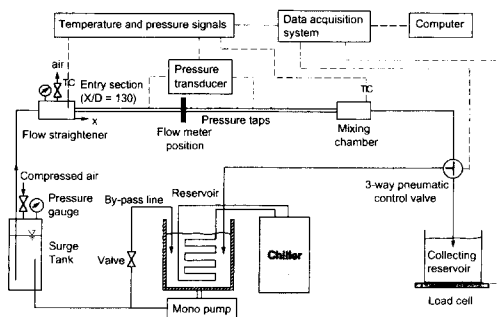 Temperature and pressure signals
Data acquisition
system
Computer
air
TC
Entry section
(X/D = 130)
Pressure
transducer
TC
x
Flow straightener
Flow meter
position
Pressure taps
Mixing
chamber
Compressed air
Pressure
gauge
By-pass line
Reservoir
3-way pneumatic
control valve
Surge
Tank
Valve
Chiller
Collecting
reservoir
Mono pump
Load cell